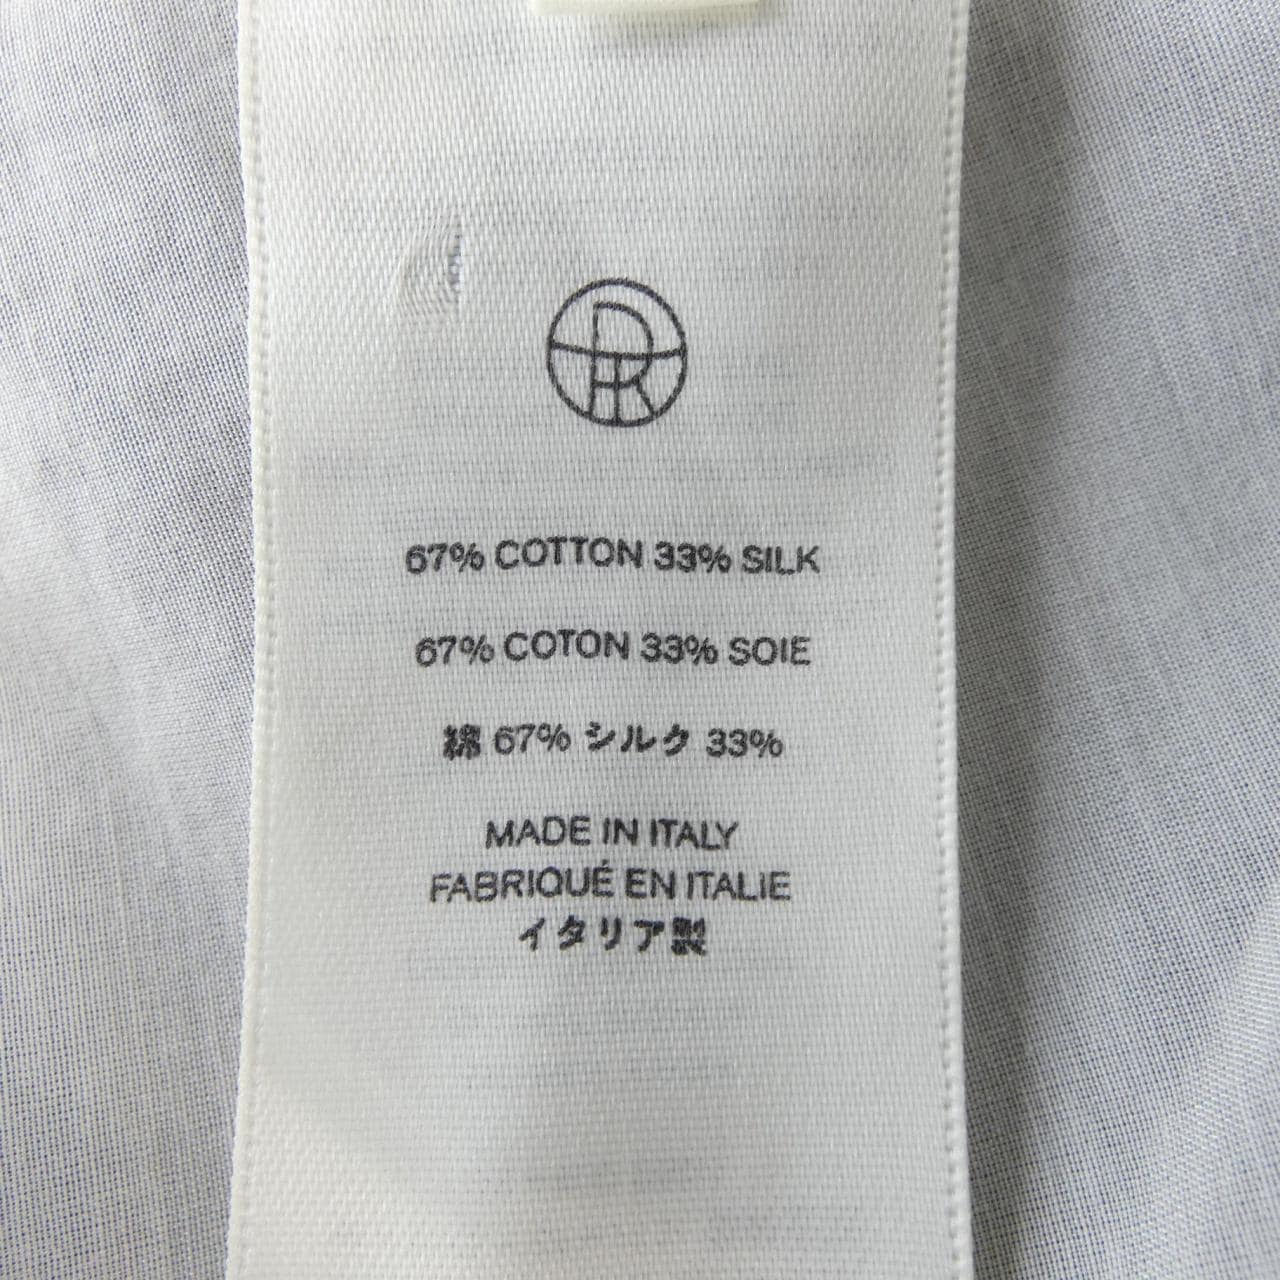 67% COTTON 33% SILK
67% COTON 33% SOIE
綿 67% シルク 33%
MADE IN ITALY
FABRIQUÉ EN ITALIE
イタリア製